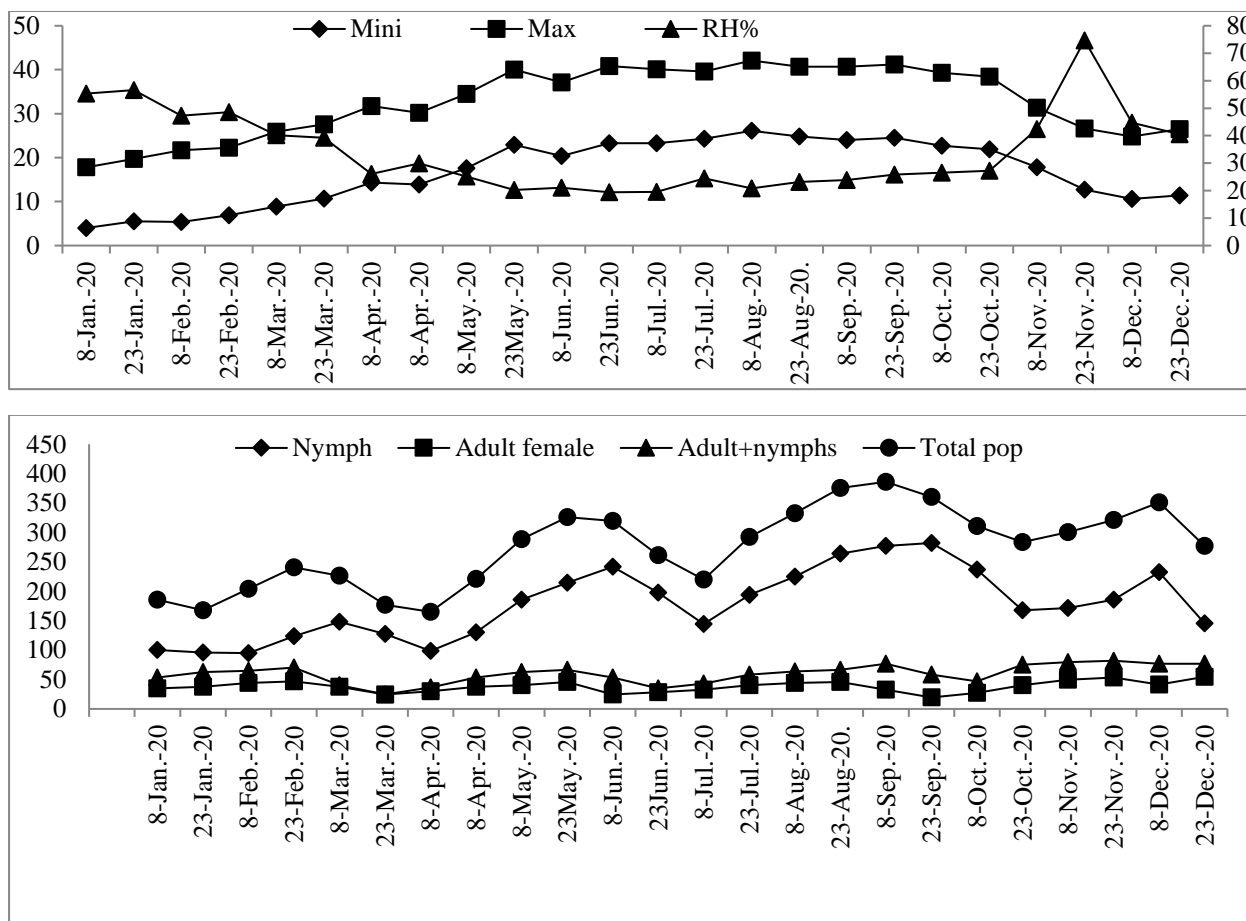 Mini Max RH%
50
40
30
20
10
0
80
70
60
50
40
30
20
10
0
8-Jan.-20
23-Jan.-20
8-Feb.-20
23-Feb.-20
8-Mar.-20
23-Mar.-20
8-Apr.-20
8-Apr.-20
8-May.-20
23May.-20
8-Jun.-20
23Jun.-20
8-Jul.-20
23-Jul.-20
8-Aug.-20
23-Aug-20.
8-Sep.-20
23-Sep.-20
8-Oct.-20
23-Oct.-20
8-Nov.-20
23-Nov.-20
8-Dec.-20
23-Dec.-20
Nymph Adult female Adult+nymphs Total pop
450
400
350
300
250
200
150
100
50
0
8-Jan.-20
23-Jan.-20
8-Feb.-20
23-Feb.-20
8-Mar.-20
23-Mar.-20
8-Apr.-20
8-Apr.-20
8-May.-20
23May.-20
8-Jun.-20
23Jun.-20
8-Jul.-20
23-Jul.-20
8-Aug.-20
23-Aug-20.
8-Sep.-20
23-Sep.-20
8-Oct.-20
23-Oct.-20
8-Nov.-20
23-Nov.-20
8-Dec.-20
23-Dec.-20